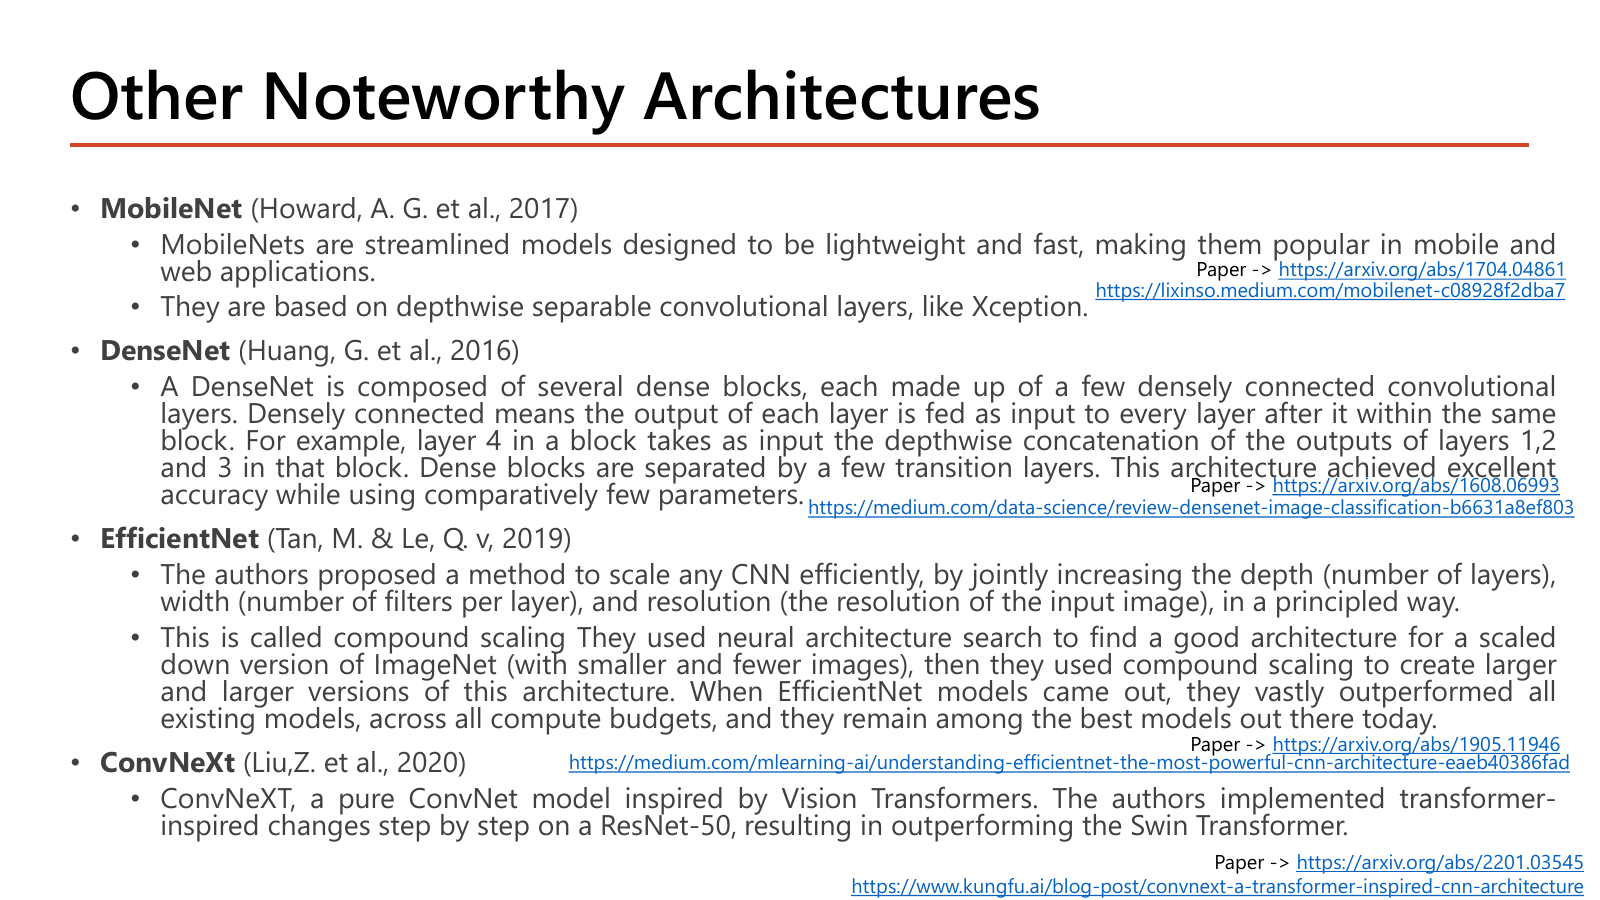 Other Noteworthy Architectures
• MobileNet (Howard, A. G. et al., 2017)
• MobileNets are streamlined models designed to be lightweight and fast, making them popular in mobile and
web applications.
Paper -> https://arxiv.org/abs/1704.04861
https://lixinso.medium.com/mobilenet-c08928f2dba7
• They are based on depthwise separable convolutional layers, like Xception.
• DenseNet (Huang, G. et al., 2016)
• A DenseNet is composed of several dense blocks, each made up of a few densely connected convolutional
layers. Densely connected means the output of each layer is fed as input to every layer after it within the same
block. For example, layer 4 in a block takes as input the depthwise concatenation of the outputs of layers 1,2
and 3 in that block. Dense blocks are separated by a few transition layers. This architecture achieved excellent
accuracy while using comparatively few parameters.
Paper -> https://arxiv.org/abs/1608.06993
https://medium.com/data-science/review-densenet-image-classification-b6631a8ef803
• EfficientNet (Tan, M. & Le, Q. v, 2019)
• The authors proposed a method to scale any CNN efficiently, by jointly increasing the depth (number of layers),
width (number of filters per layer), and resolution (the resolution of the input image), in a principled way.
• This is called compound scaling They used neural architecture search to find a good architecture for a scaled
down version of ImageNet (with smaller and fewer images), then they used compound scaling to create larger
and larger versions of this architecture. When EfficientNet models came out, they vastly outperformed all
existing models, across all compute budgets, and they remain among the best models out there today.
Paper -> https://arxiv.org/abs/1905.11946
https://medium.com/mlearning-ai/understanding-efficientnet-the-most-powerful-cnn-architecture-eaeb40386fad
• ConvNeXt (Liu,Z. et al., 2020)
• ConvNeXT, a pure ConvNet model inspired by Vision Transformers. The authors implemented transformer-
inspired changes step by step on a ResNet-50, resulting in outperforming the Swin Transformer.
Paper -> https://arxiv.org/abs/2201.03545
https://www.kungfu.ai/blog-post/convnext-a-transformer-inspired-cnn-architecture